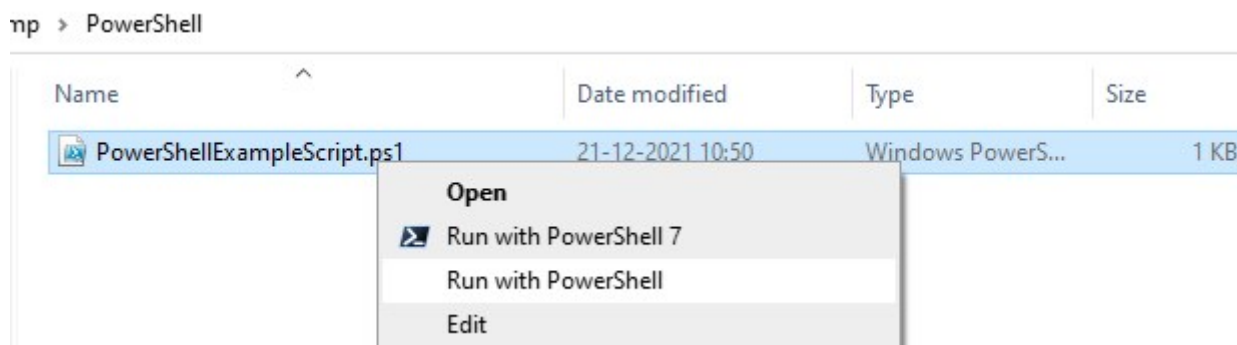 mp > PowerShell
Name Date modified Type Size
PowerShellExampleScript.ps1 21-12-2021 10:50 Windows PowerS... 1 KB
Open
Run with PowerShell 7
Run with PowerShell
Edit